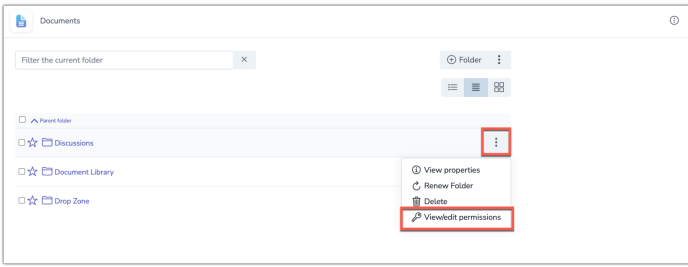 Documents
Filter the current folder
Folder
Parent folder
Discussions
Document Library
Drop Zone
View properties
Renew Folder
Delete
View/edit permissions